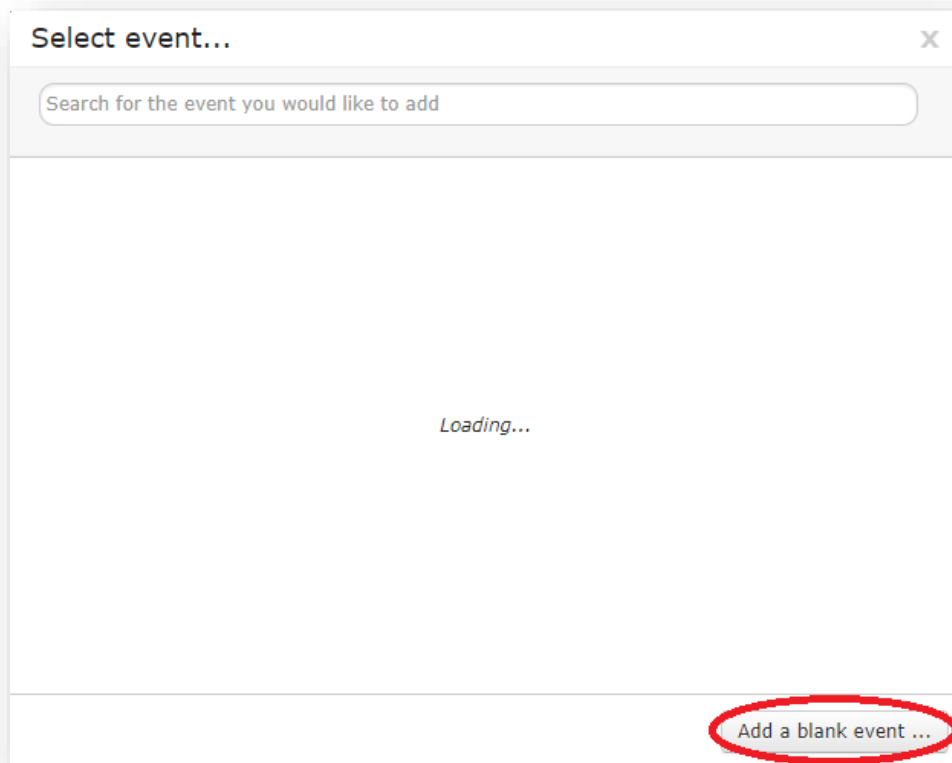 Select event...
x
Search for the event you would like to add
Loading...
Add a blank event ...